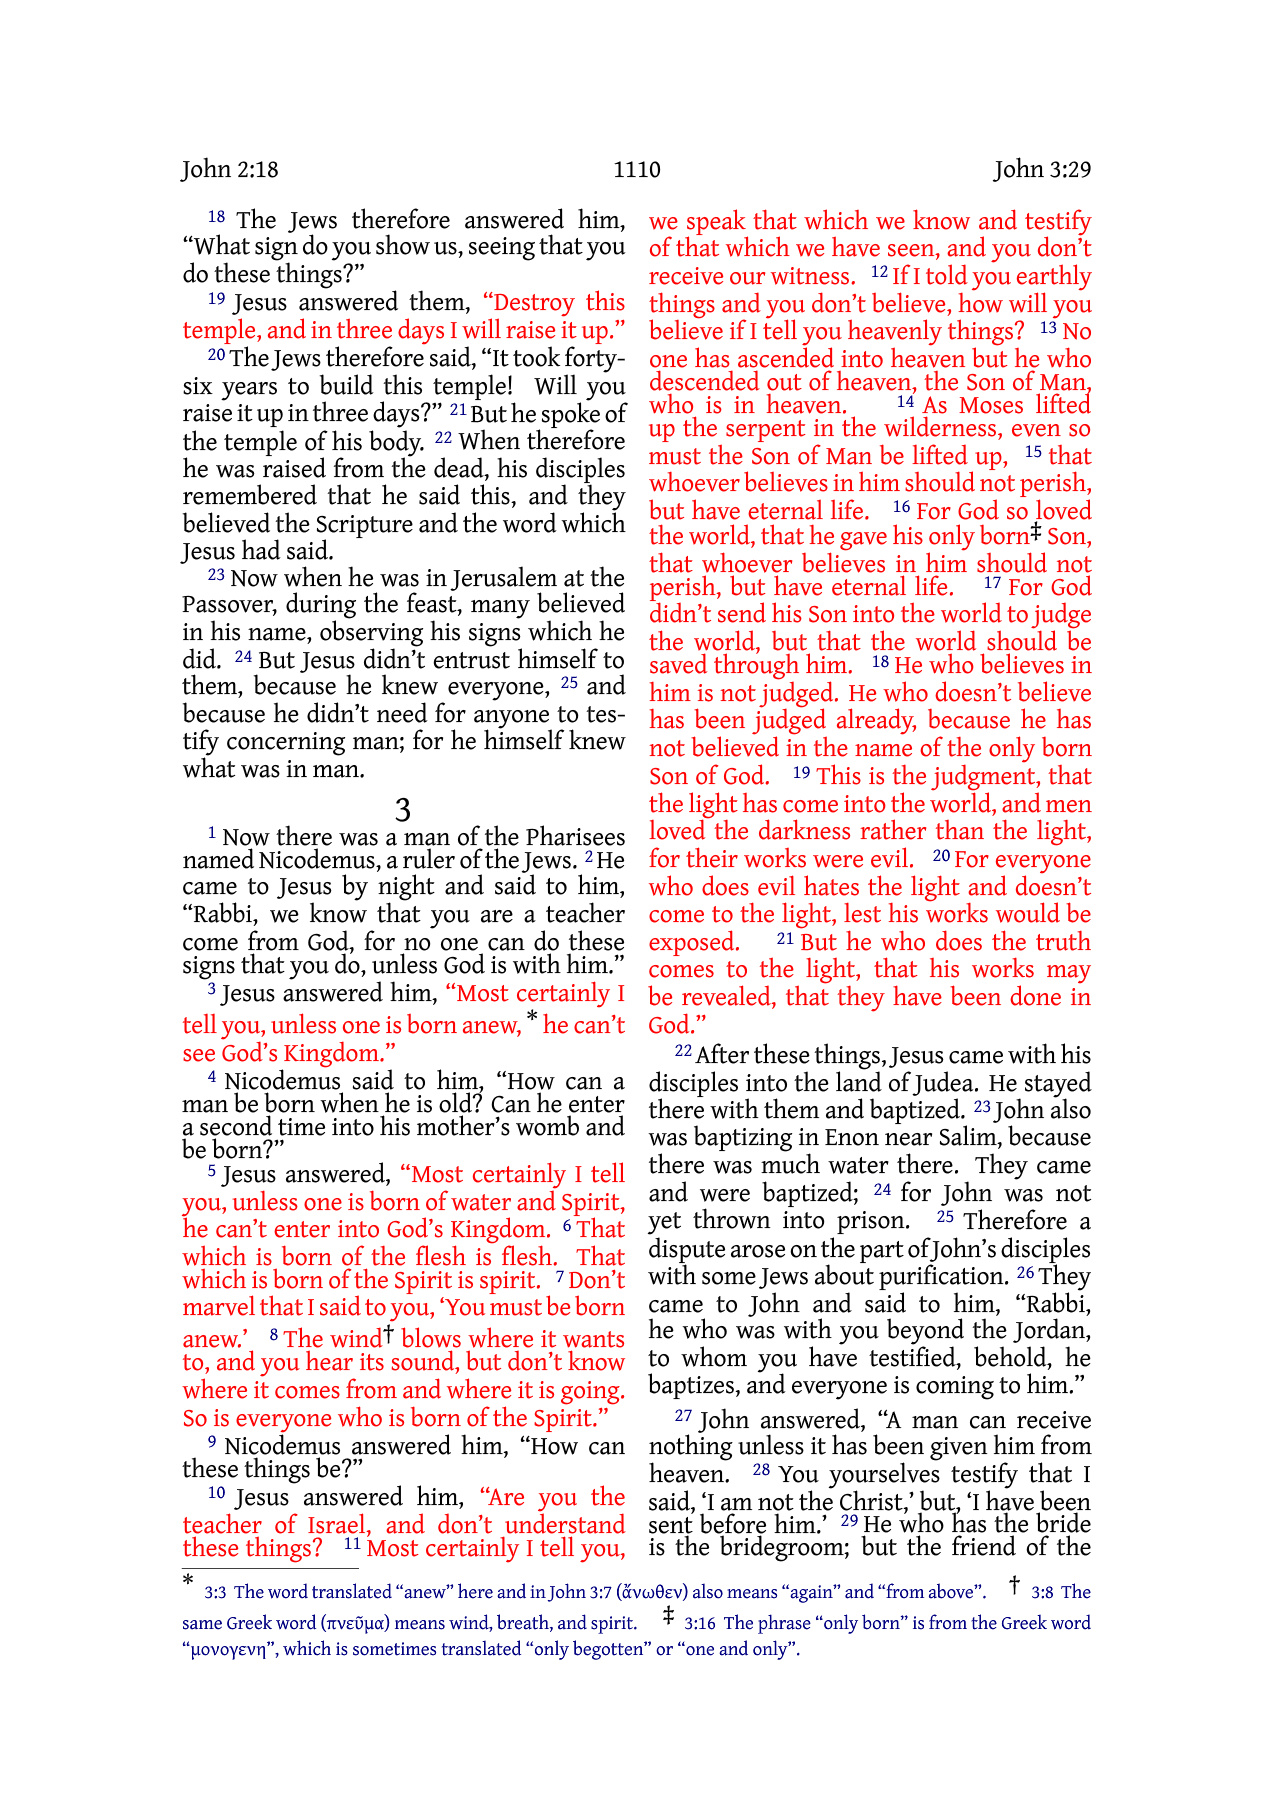 John 2:18 1110 John 3:29
18 The Jews therefore answered him,
“What sign do you show us, seeing that you
do these things?”
19 Jesus answered them, “Destroy this
temple, and in three days I will raise it up.”
20 The Jews therefore said, “It took forty-
six years to build this temple! Will you
raise it up in three days?” 21 But he spoke of
the temple of his body. 22 When therefore
he was raised from the dead, his disciples
remembered that he said this, and they
believed the Scripture and the word which
Jesus had said.
23 Now when he was in Jerusalem at the
Passover, during the feast, many believed
in his name, observing his signs which he
did. 24 But Jesus didn’t entrust himself to
them, because he knew everyone, 25 and
because he didn’t need for anyone to tes-
tify concerning man; for he himself knew
what was in man.
3
1 Now there was a man of the Pharisees
named Nicodemus, a ruler of the Jews. 2 He
came to Jesus by night and said to him,
“Rabbi, we know that you are a teacher
come from God, for no one can do these
signs that you do, unless God is with him.”
3 Jesus answered him, “Most certainly I
tell you, unless one is born anew, * he can’t
see God’s Kingdom.”
4 Nicodemus said to him, “How can a
man be born when he is old? Can he enter
a second time into his mother’s womb and
be born?”
5 Jesus answered, “Most certainly I tell
you, unless one is born of water and Spirit,
he can’t enter into God’s Kingdom. 6 That
which is born of the flesh is flesh. That
which is born of the Spirit is spirit. 7 Don’t
marvel that I said to you, ‘You must be born
anew.’ 8 The wind† blows where it wants
to, and you hear its sound, but don’t know
where it comes from and where it is going.
So is everyone who is born of the Spirit.”
9 Nicodemus answered him, “How can
these things be?”
10 Jesus answered him, “Are you the
teacher of Israel, and don’t understand
these things? 11 Most certainly I tell you,
we speak that which we know and testify
of that which we have seen, and you don’t
receive our witness. 12 If I told you earthly
things and you don’t believe, how will you
believe if I tell you heavenly things? 13 No
one has ascended into heaven but he who
descended out of heaven, the Son of Man,
who is in heaven. 14 As Moses lifted
up the serpent in the wilderness, even so
must the Son of Man be lifted up, 15 that
whoever believes in him should not perish,
but have eternal life. 16 For God so loved
the world, that he gave his only born‡ Son,
that whoever believes in him should not
perish, but have eternal life. 17 For God
didn’t send his Son into the world to judge
the world, but that the world should be
saved through him. 18 He who believes in
him is not judged. He who doesn’t believe
has been judged already, because he has
not believed in the name of the only born
Son of God. 19 This is the judgment, that
the light has come into the world, and men
loved the darkness rather than the light,
for their works were evil. 20 For everyone
who does evil hates the light and doesn’t
come to the light, lest his works would be
exposed. 21 But he who does the truth
comes to the light, that his works may
be revealed, that they have been done in
God.”
22 After these things, Jesus came with his
disciples into the land of Judea. He stayed
there with them and baptized. 23 John also
was baptizing in Enon near Salim, because
there was much water there. They came
and were baptized; 24 for John was not
yet thrown into prison. 25 Therefore a
dispute arose on the part of John’s disciples
with some Jews about purification. 26 They
came to John and said to him, “Rabbi,
he who was with you beyond the Jordan,
to whom you have testified, behold, he
baptizes, and everyone is coming to him.”
27 John answered, “A man can receive
nothing unless it has been given him from
heaven. 28 You yourselves testify that I
said, ‘I am not the Christ,’ but, ‘I have been
sent before him.’ 29 He who has the bride
is the bridegroom; but the friend of the
* 3:3 The word translated “anew” here and in John 3:7 (ἄνωθεν) also means “again” and “from above”. † 3:8 The
same Greek word (πνεῦμα) means wind, breath, and spirit. ‡ 3:16 The phrase “only born” is from the Greek word
“μονογενη”, which is sometimes translated “only begotten” or “one and only”.